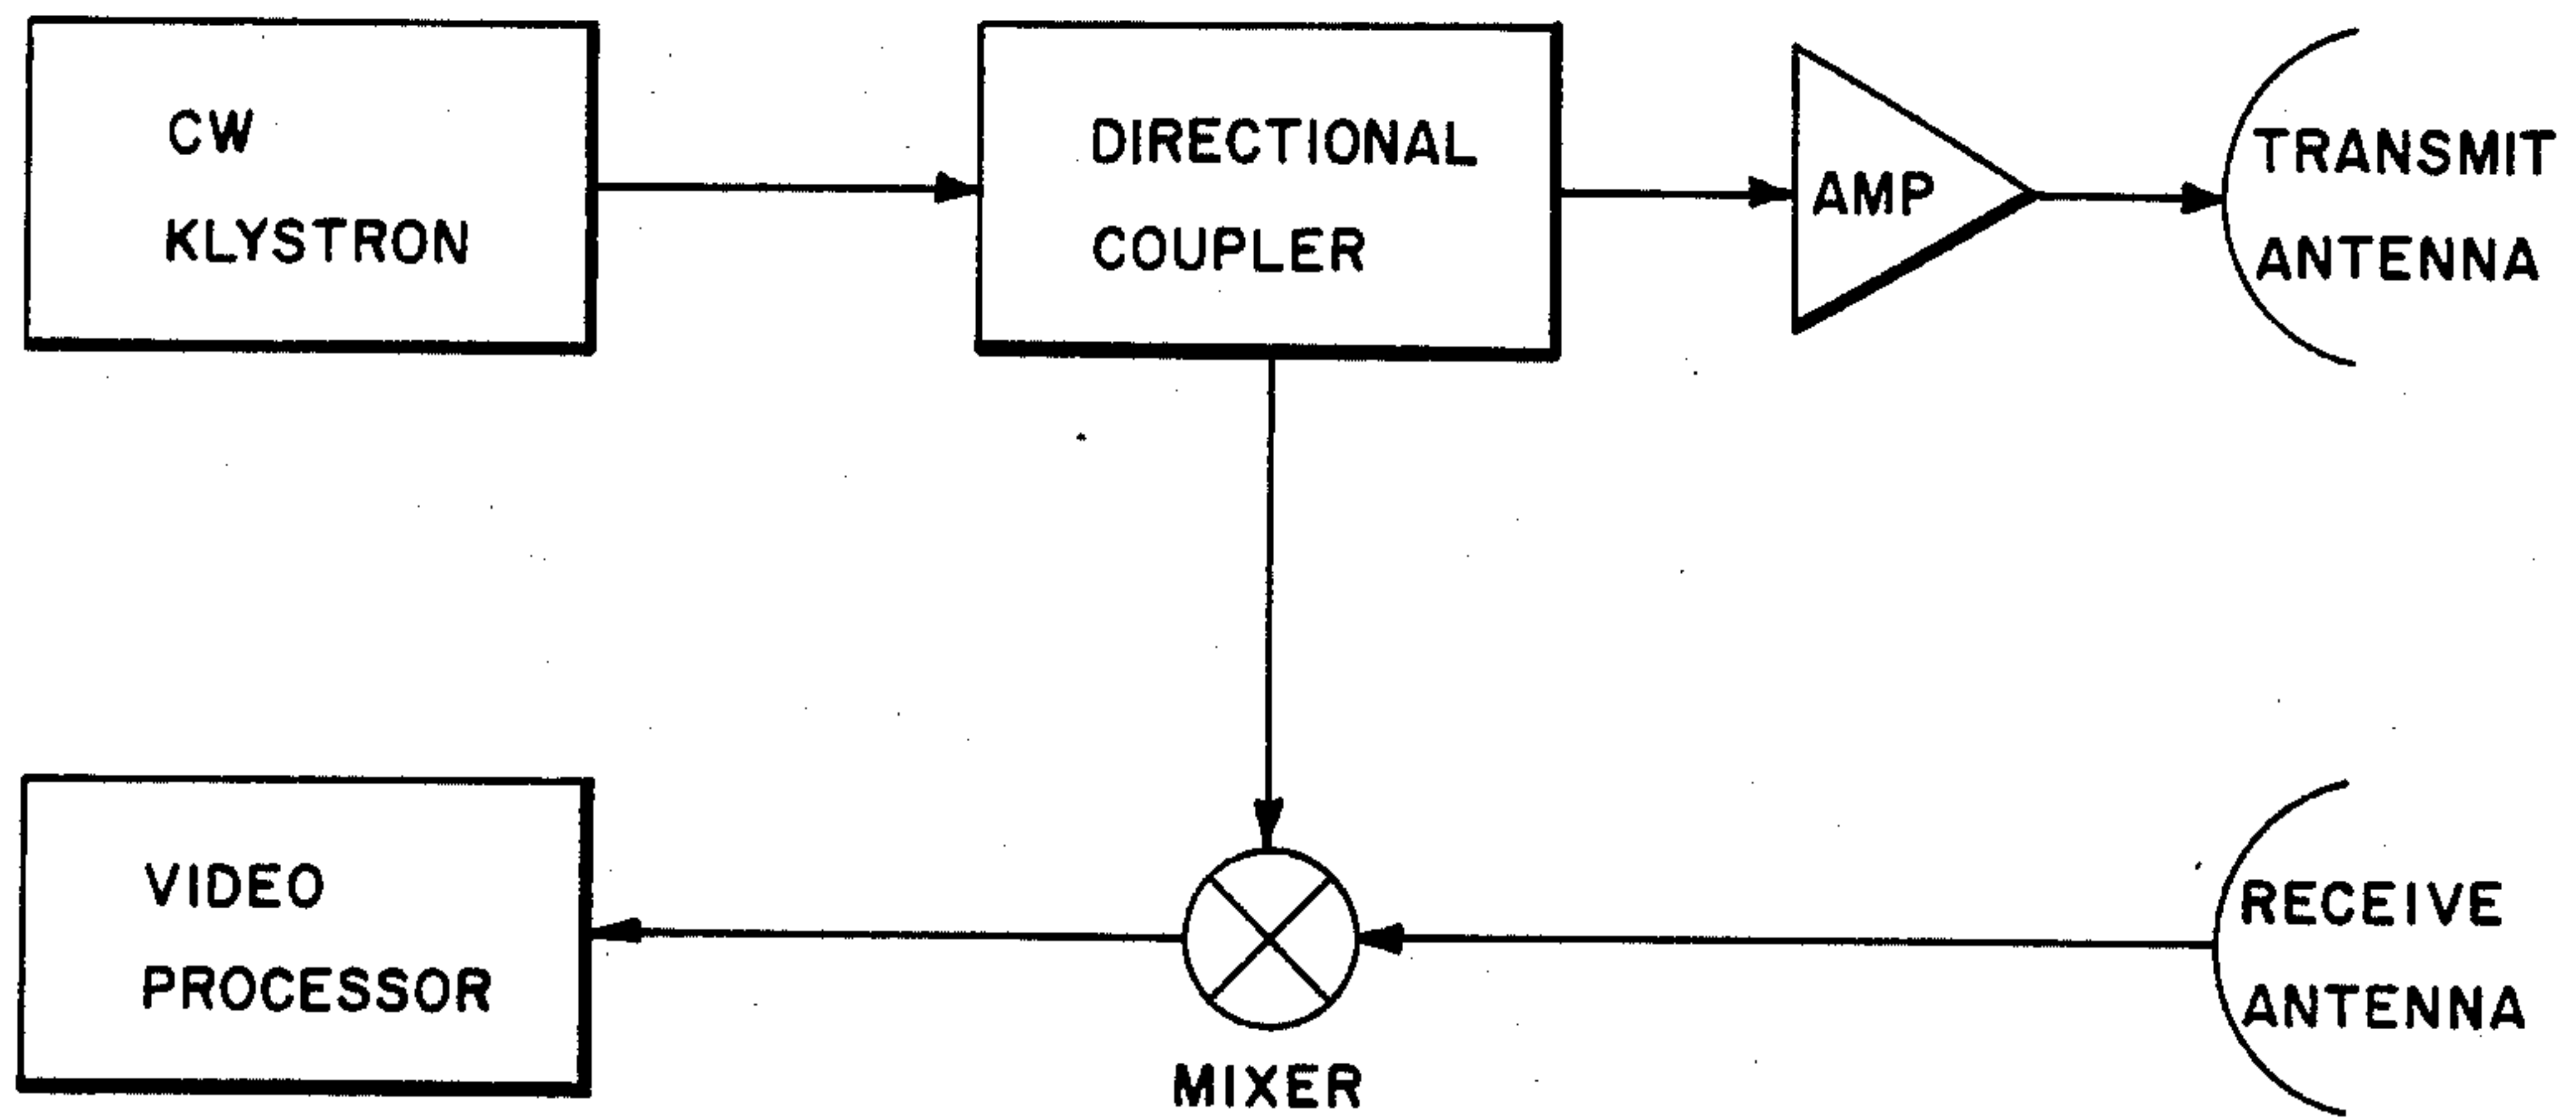 CW
KLYSTRON
DIRECTIONAL
COUPLER
AMP
TRANSMIT
ANTENNA
VIDEO
PROCESSOR
MIXER
RECEIVE
ANTENNA